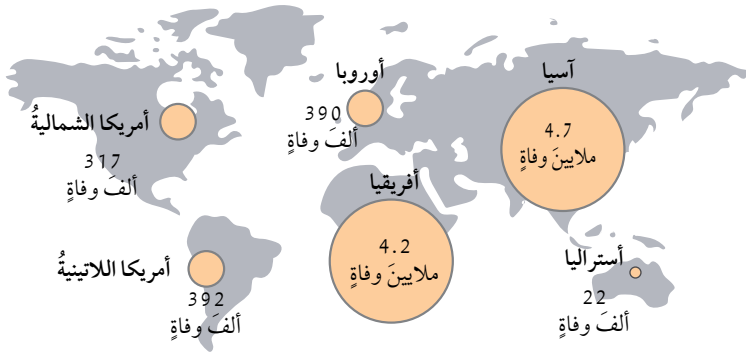 آسيا
4.7
ملايينَ وفاةٍ
أوروبا
390
ألفَ وفاةٍ
أمريكا الشماليةُ
317
ألفَ وفاةٍ
أفريقيا
4.2
ملايينَ وفاةٍ
أستراليا
22
ألفَ وفاةٍ
أمريكا اللاتينيةُ
392
ألفَ وفاةٍ